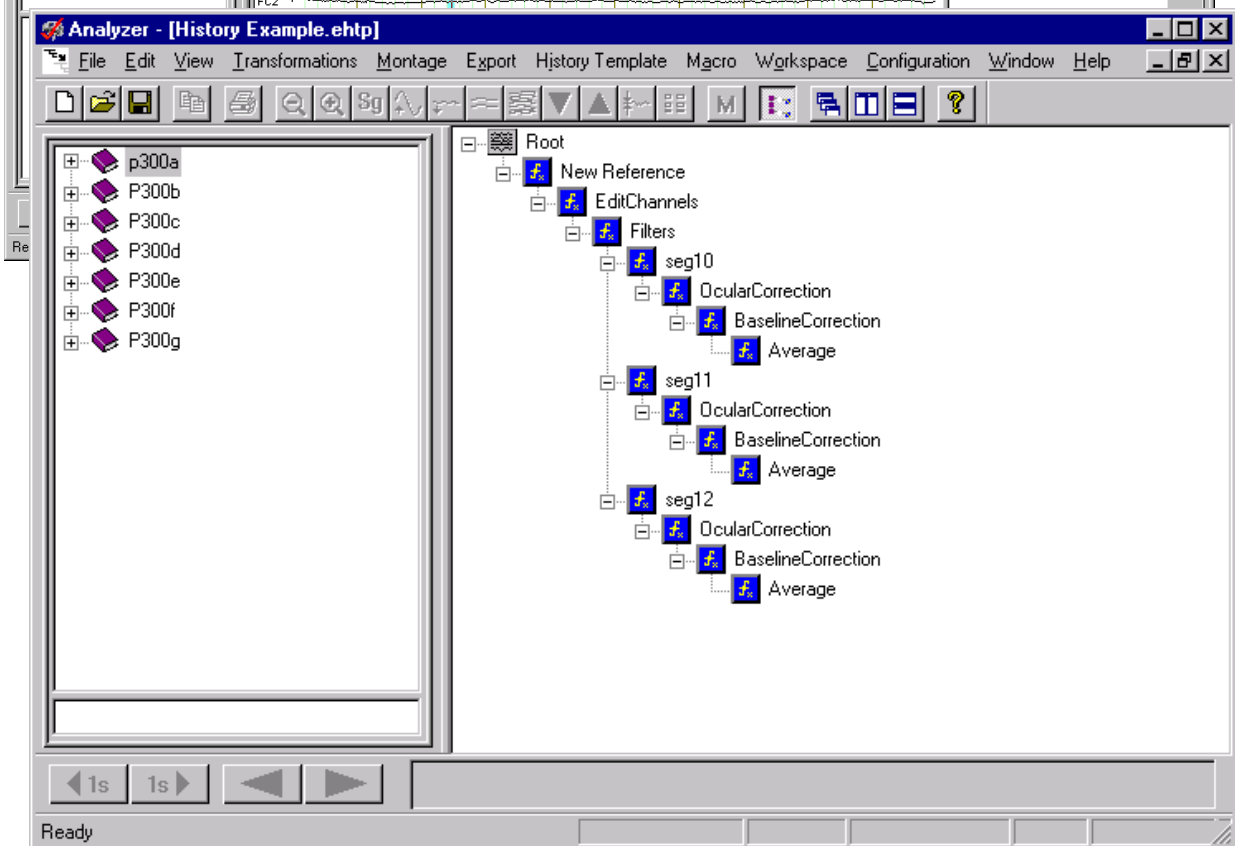 FC2
Analyzer - [History Example.ehtp]
File Edit View Transformations Montage Export History Template Macro Workspace Configuration Window Help
Sg M
p300a
P300b
P300c
P300d
P300e
P300f
P300g
Root
New Reference
EditChannels
Filters
seg10
OcularCorrection
BaselineCorrection
Average
seg11
OcularCorrection
BaselineCorrection
Average
seg12
OcularCorrection
BaselineCorrection
Average
Re
1s 1s
Ready